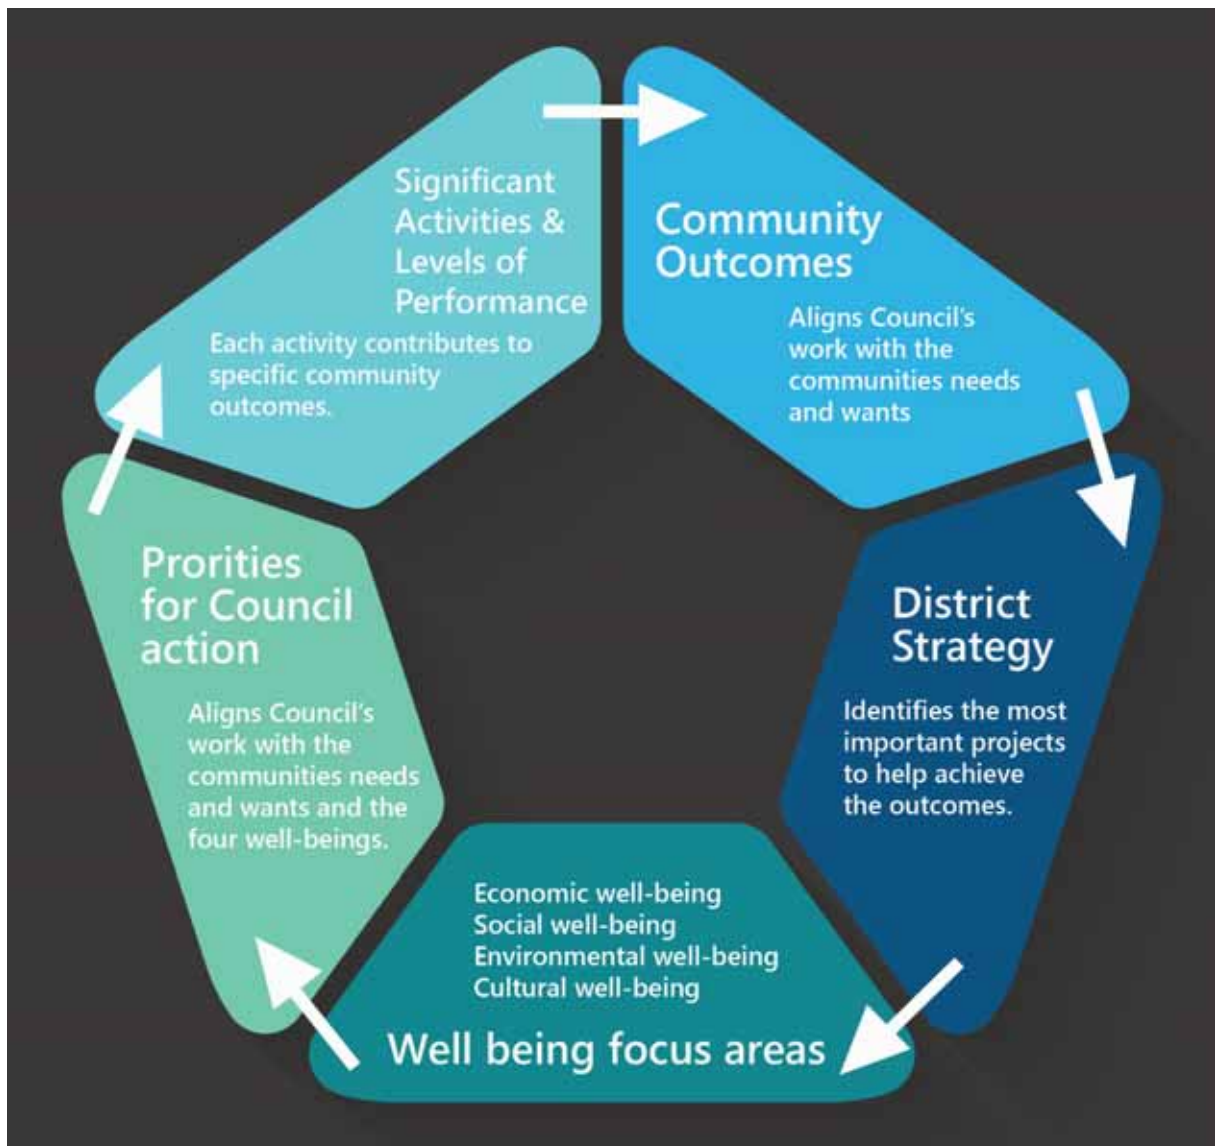 Significant
Activities &
Levels of
Performance
Each activity contributes to
specific community
outcomes.
Community
Outcomes
Aligns Council's
work with the
communities needs
and wants
District
Strategy
Identifies the most
important projects
to help achieve
the outcomes.
Economic well-being
Social well-being
Environmental well-being
Cultural well-being
Well being focus areas
Prorities
for Council
action
Aligns Council's
work with the
communities needs
and wants and the
four well-beings.